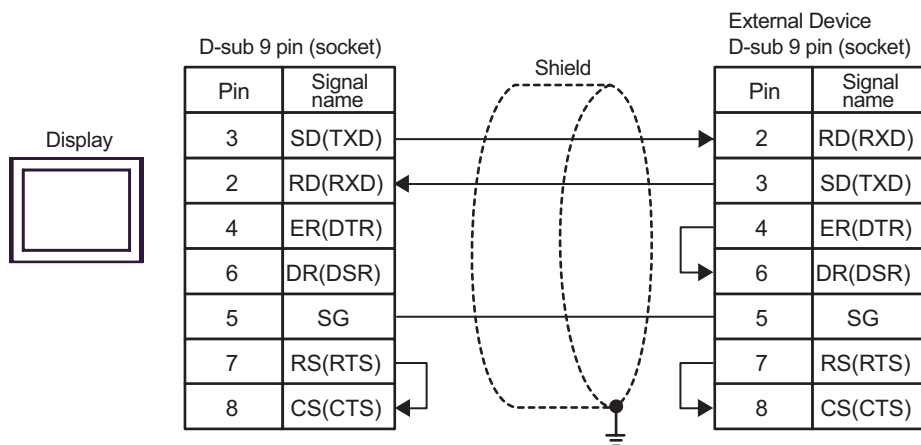 External Device
D-sub 9 pin (socket)
D-sub 9 pin (socket)
Shield
Display
Pin Signal name
3 SD(TXD)
2 RD(RXD)
4 ER(DTR)
6 DR(DSR)
5 SG
7 RS(RTS)
8 CS(CTS)
Pin Signal name
2 RD(RXD)
3 SD(TXD)
4 ER(DTR)
6 DR(DSR)
5 SG
7 RS(RTS)
8 CS(CTS)